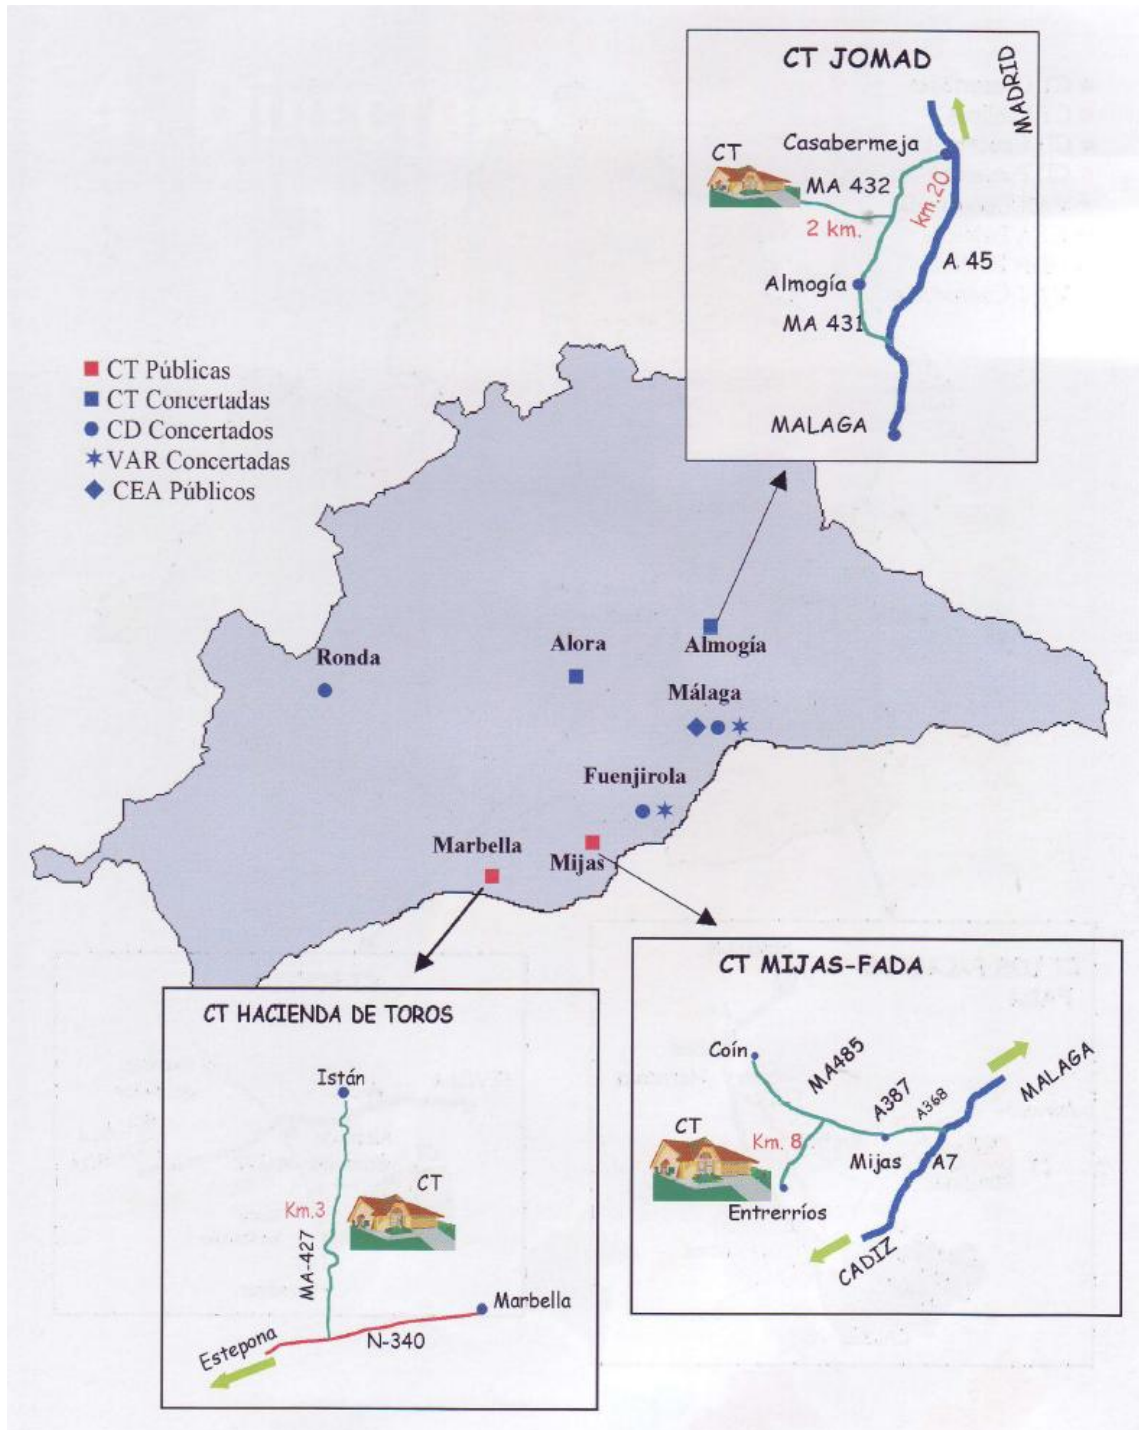 CT JOMAD
MADRID
Casabermeja
CT
MA 432
km.20
2 km.
A 45
Almogía
MA 431
MALAGA
CT Públicas
CT Concertadas
CD Concertados
VAR Concertadas
CEA Públicos
Ronda
Alora
Almogía
Málaga
Fuenjirola
Marbella
Mijas
CT HACIENDA DE TOROS
Istán
CT
Km.3
MA-427
Marbella
N-340
Estepona
CT MIJAS-FADA
Coín
MA485
A387
A368
MALAGA
CT
Km. 8
Mijas
A7
Entrerríos
CADIZ